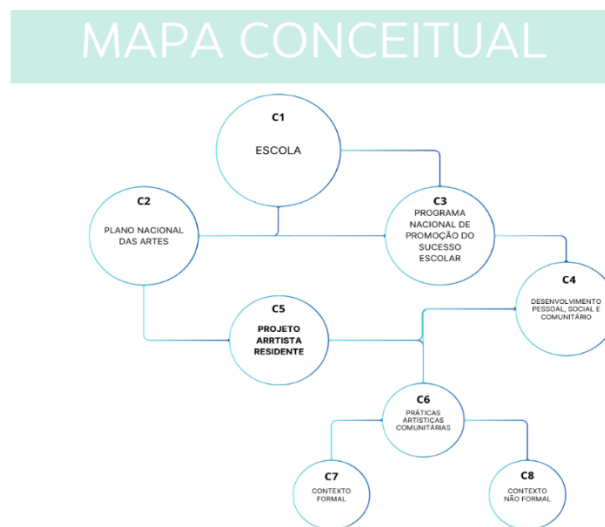 MAPA CONCEITUAL
C1
ESCOLA
C2
PLANO NACIONAL
DAS ARTES
C3
PROGRAMA
NACIONAL DE
PROMOÇÃO DO
SUCESSO
ESCOLAR
C4
DESENVOLVIMENTO
PESSOAL, SOCIAL E
COMUNITÁRIO
C5
PROJETO
ARRTISTA
RESIDENTE
C6
PRÁTICAS
ARTÍSTICAS
COMUNITÁRIAS
C7
CONTEXTO
FORMAL
C8
CONTEXTO
NÃO FORMAL